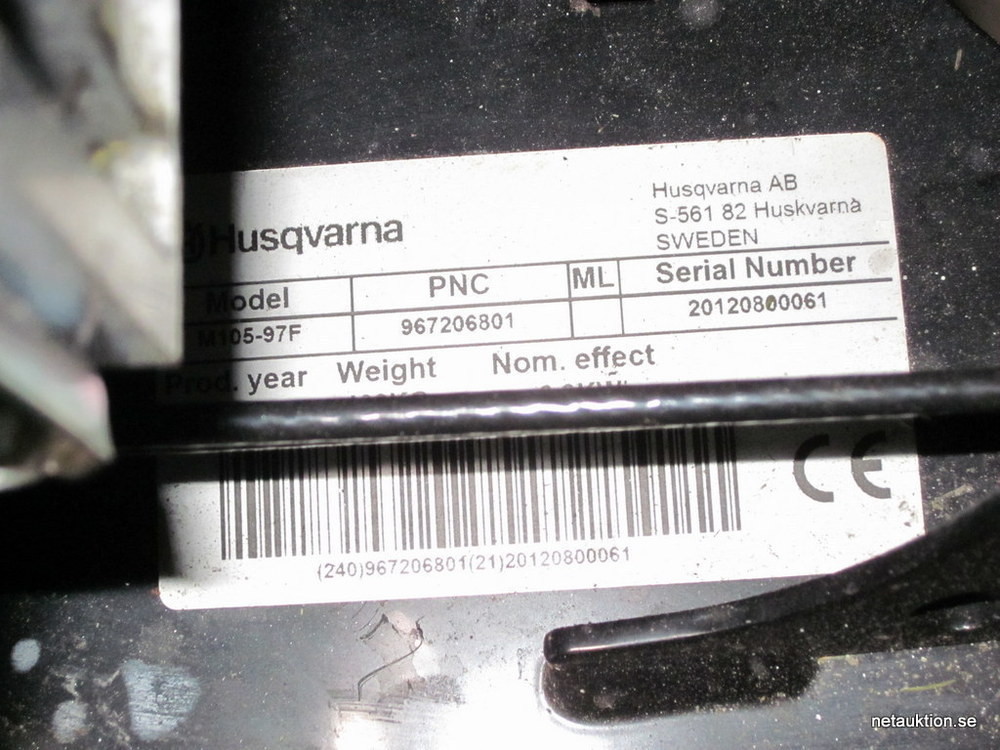 Husqvarna AB
S-561 82 Huskvarna
SWEDEN
Husqvarna
Model PNC ML Serial Number
M105-97F 967206801 20120800061
Prod. year Weight Nom. effect
(240)967206801(21)20120800061
CE
netauktion.se